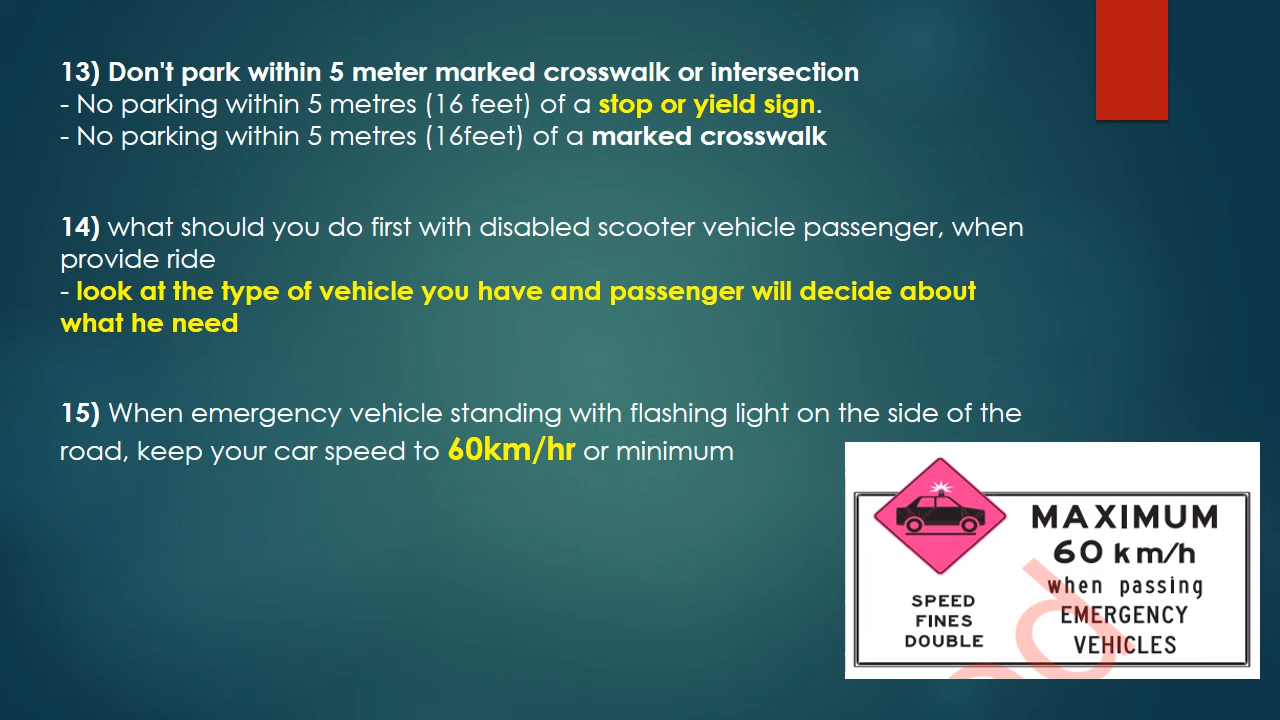 13) Don't park within 5 meter marked crosswalk or intersection
- No parking within 5 metres (16 feet) of a stop or yield sign.
- No parking within 5 metres (16feet) of a marked crosswalk
14) what should you do first with disabled scooter vehicle passenger, when
provide ride
- look at the type of vehicle you have and passenger will decide about
what he need
15) When emergency vehicle standing with flashing light on the side of the
road, keep your car speed to 60km/hr or minimum
MAXIMUM
60 km/h
when passing
EMERGENCY
VEHICLES
SPEED
FINES
DOUBLE